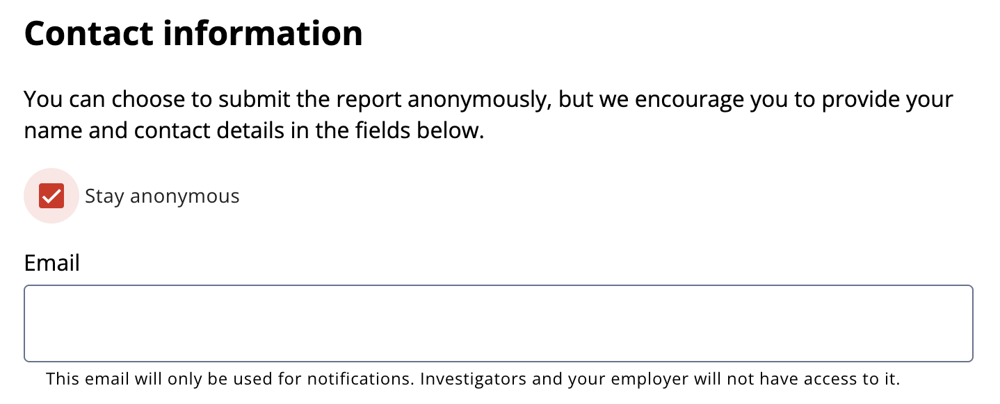 Contact information
You can choose to submit the report anonymously, but we encourage you to provide your
name and contact details in the fields below.
Stay anonymous
Email
This email will only be used for notifications. Investigators and your employer will not have access to it.